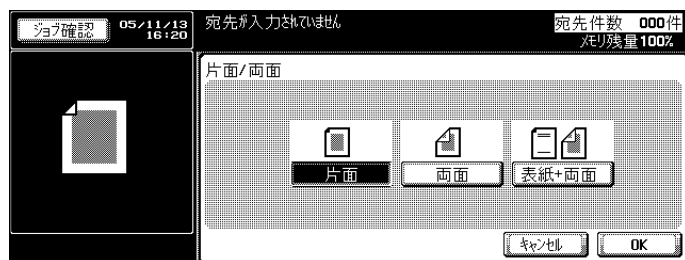 ジョブ確認
05/11/13
16:20
宛先が入力されていません
宛先件数 000件
メモリ残量100%
片面/両面
片面
両面
表紙+両面
キャンセル
OK